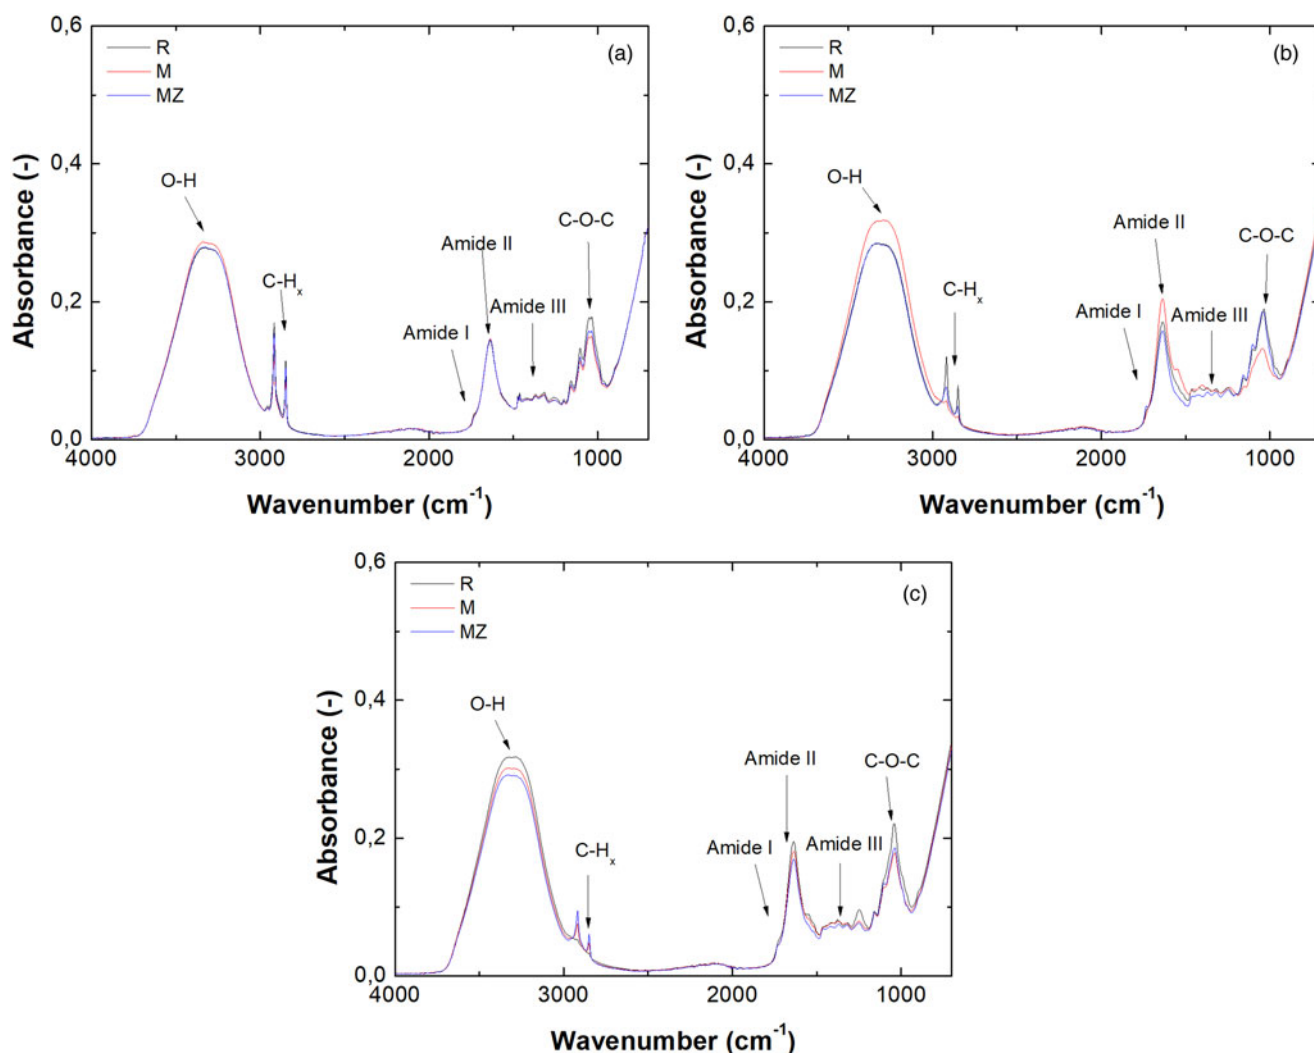 (a)
R
M
MZ
O-H
C-Hx
Amide I
Amide II
Amide III
C-O-C
0,6
0,4
0,2
0,0
Absorbance (-)
4000 3000 2000 1000
Wavenumber (cm-1)
(b)
R
M
MZ
O-H
C-Hx
Amide I
Amide II
Amide III
C-O-C
0,6
0,4
0,2
0,0
Absorbance (-)
4000 3000 2000 1000
Wavenumber (cm-1)
(c)
R
M
MZ
O-H
C-Hx
Amide I
Amide II
Amide III
C-O-C
0,6
0,4
0,2
0,0
Absorbance (-)
4000 3000 2000 1000
Wavenumber (cm-1)